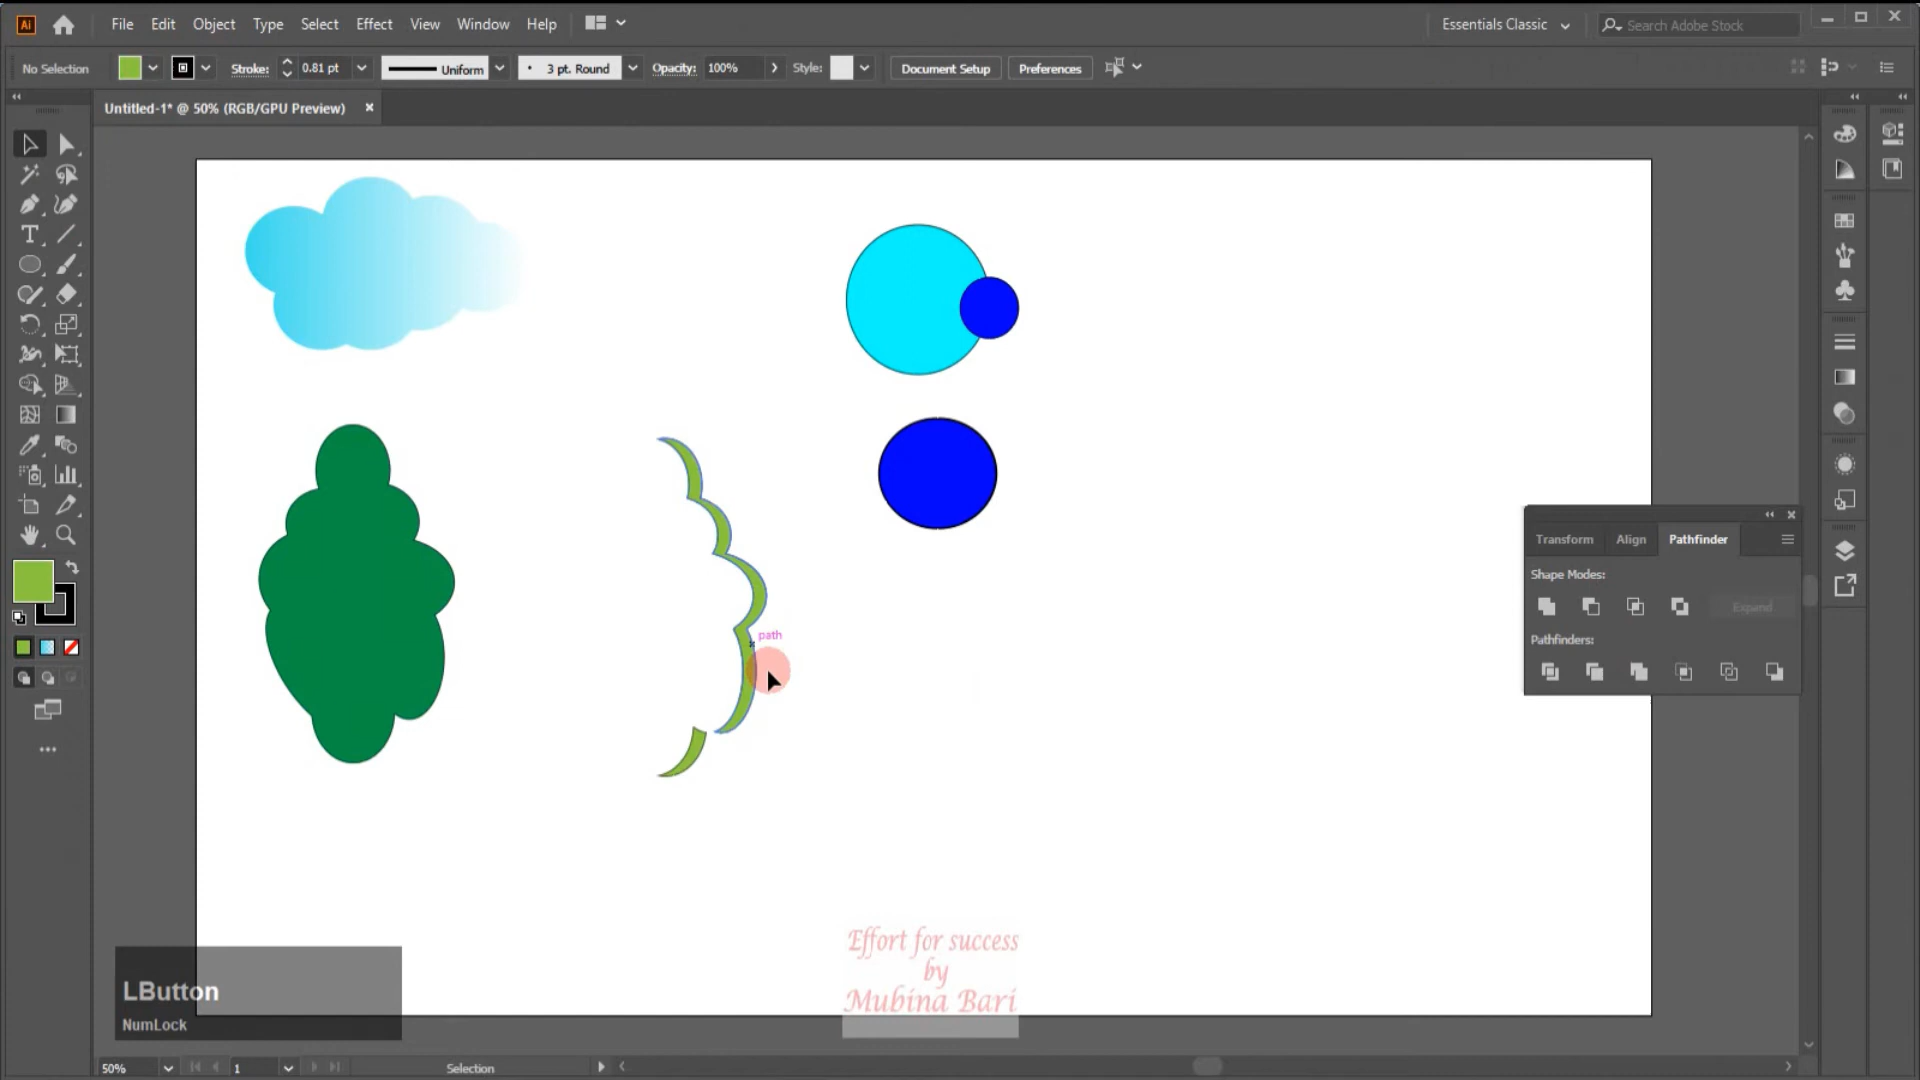 Ai File Edit Object Type Select Effect View Window Help Essentials Classic Search Adobe Stock
No Selection Stroke: 0.81 pt Uniform 3 pt. Round Opacity: 100% Style: Document Setup Preferences
Untitled-1* @ 50% (RGB/GPU Preview)
path
Transform Align Pathfinder
Shape Modes:
Expand
Pathfinders:
Effort for success
by
Mubina Bari
LButton
NumLock
50% 1 Selection